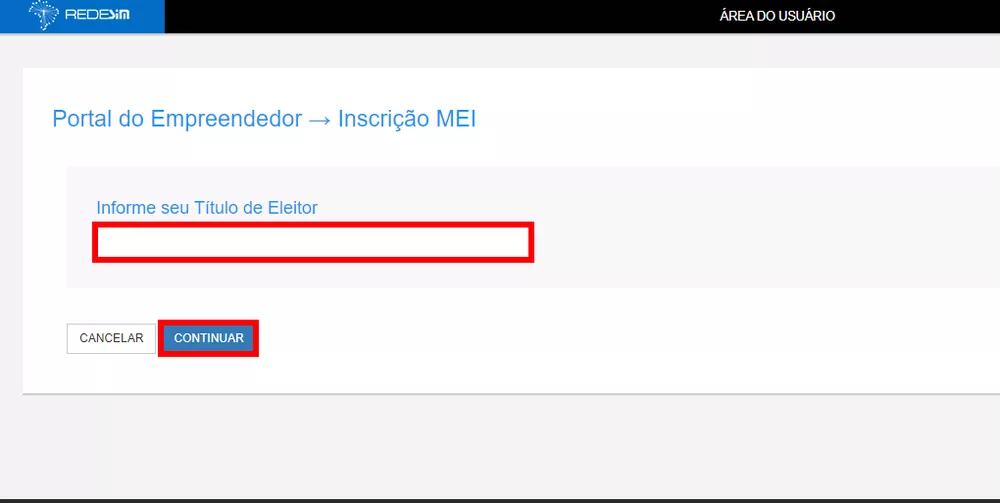 REDESIM
ÁREA DO USUÁRIO
Portal do Empreendedor → Inscrição MEI
Informe seu Título de Eleitor
CANCELAR
CONTINUAR